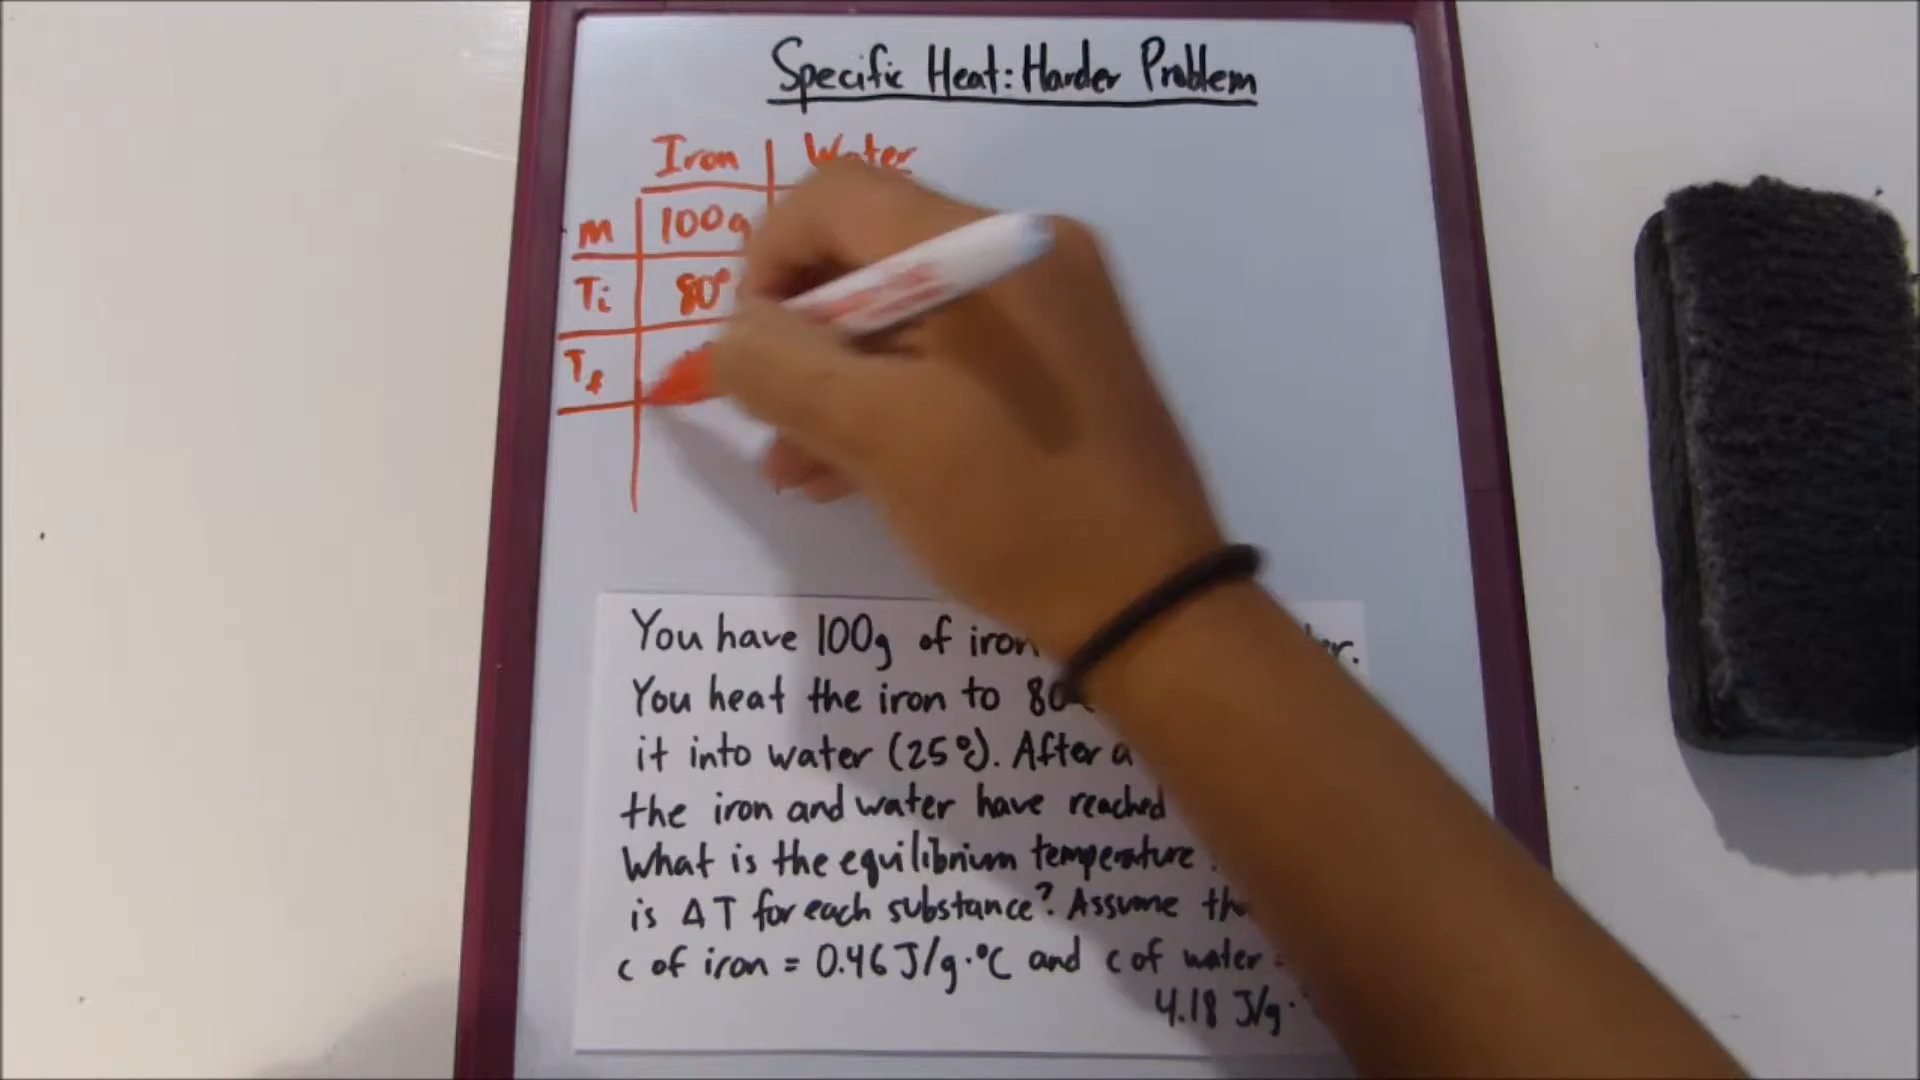 Specific Heat: Harder Problem
Iron Water
m 100g
Ti 80°
Tf
You have 100g of iron
You heat the iron to 80
it into water (25°C). After a
the iron and water have reached
What is the equilibrium temperature
is ΔT for each substance? Assume
c of iron = 0.46 J/g·°C and c of water =
4.18 J/g·